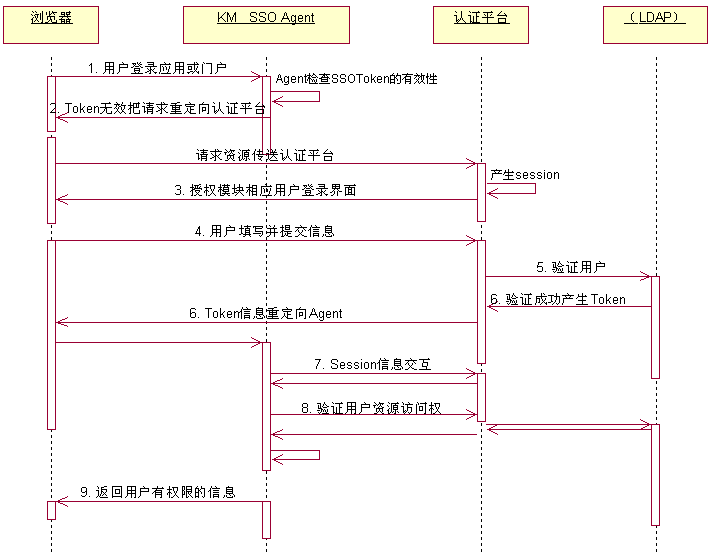 浏览器
KM SSO Agent
认证平台
（LDAP）
1. 用户登录应用或门户
Agent检查SSOToken的有效性
2. Token无效把请求重定向认证平台
请求资源传送认证平台
产生session
3. 授权模块相应用户登录界面
4. 用户填写并提交信息
5. 验证用户
6. 验证成功产生Token
6. Token信息重定向Agent
7. Session信息交互
8. 验证用户资源访问权
9. 返回用户有权限的信息